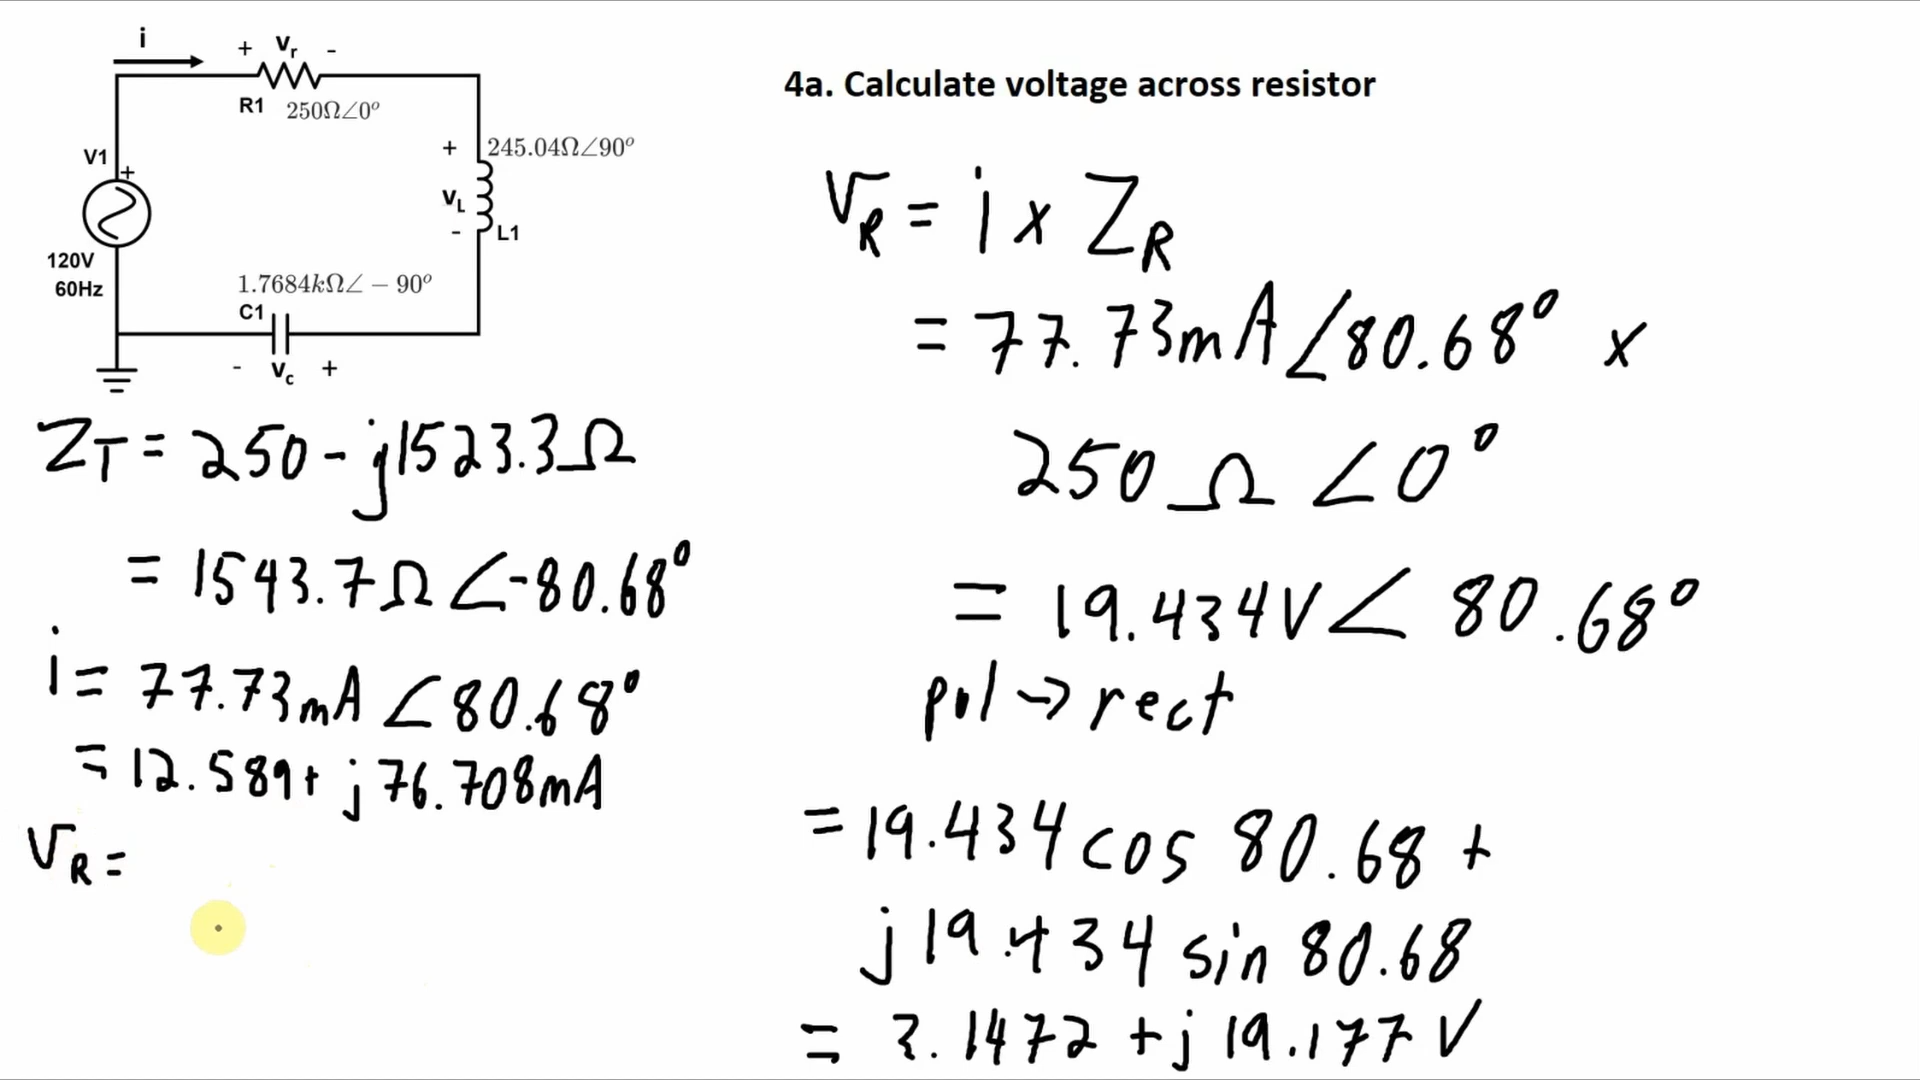 i
+ vr -
R1 250Ω∠0°
V1
+
120V
60Hz
+ 245.04Ω∠90°
vL
- L1
1.7684kΩ∠ − 90°
C1
- vc +
ZT = 250 - j1523.3Ω
= 1543.7Ω∠-80.68°
i = 77.73mA∠80.68°
= 12.589+ j76.708mA
VR =
4a. Calculate voltage across resistor
VR = i x ZR
= 77.73mA∠80.68° x
250Ω∠0°
= 19.434V∠80.68°
pol → rect
= 19.434 cos 80.68 +
j19.434 sin 80.68
= 3.1472 + j19.177 V